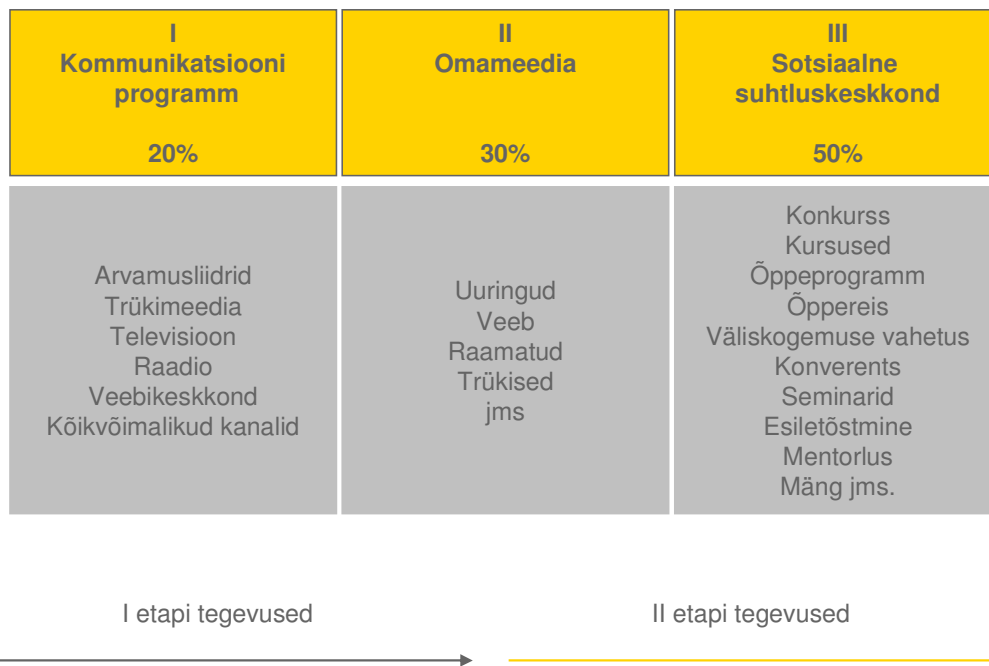 I
Kommunikatsiooni
programm
20%
II
Omameedia
30%
III
Sotsiaalne
suhtluskeskkond
50%
Arvamusliidrid
Trükimeedia
Televisioon
Raadio
Veebikeskkond
Kõikvõimalikud kanalid
Uuringud
Veeb
Raamatud
Trükised
jms
Konkurss
Kursused
Õppeprogramm
Õppereis
Väliskogemuse vahetus
Konverents
Seminarid
Esiletõstmine
Mentorlus
Mäng jms.
I etapi tegevused
II etapi tegevused